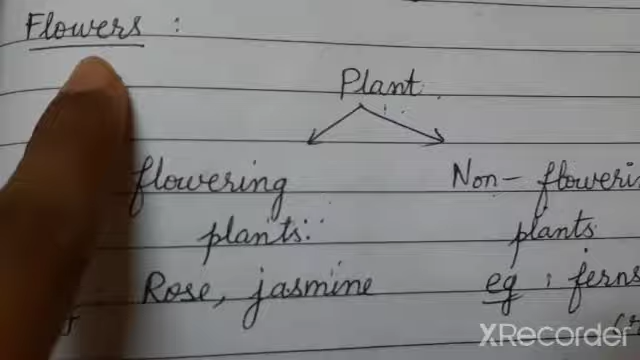 Flowers :
Plant
flowering Non-floweri
plants: plants
Rose, jasmine eg : ferns
XRecorder